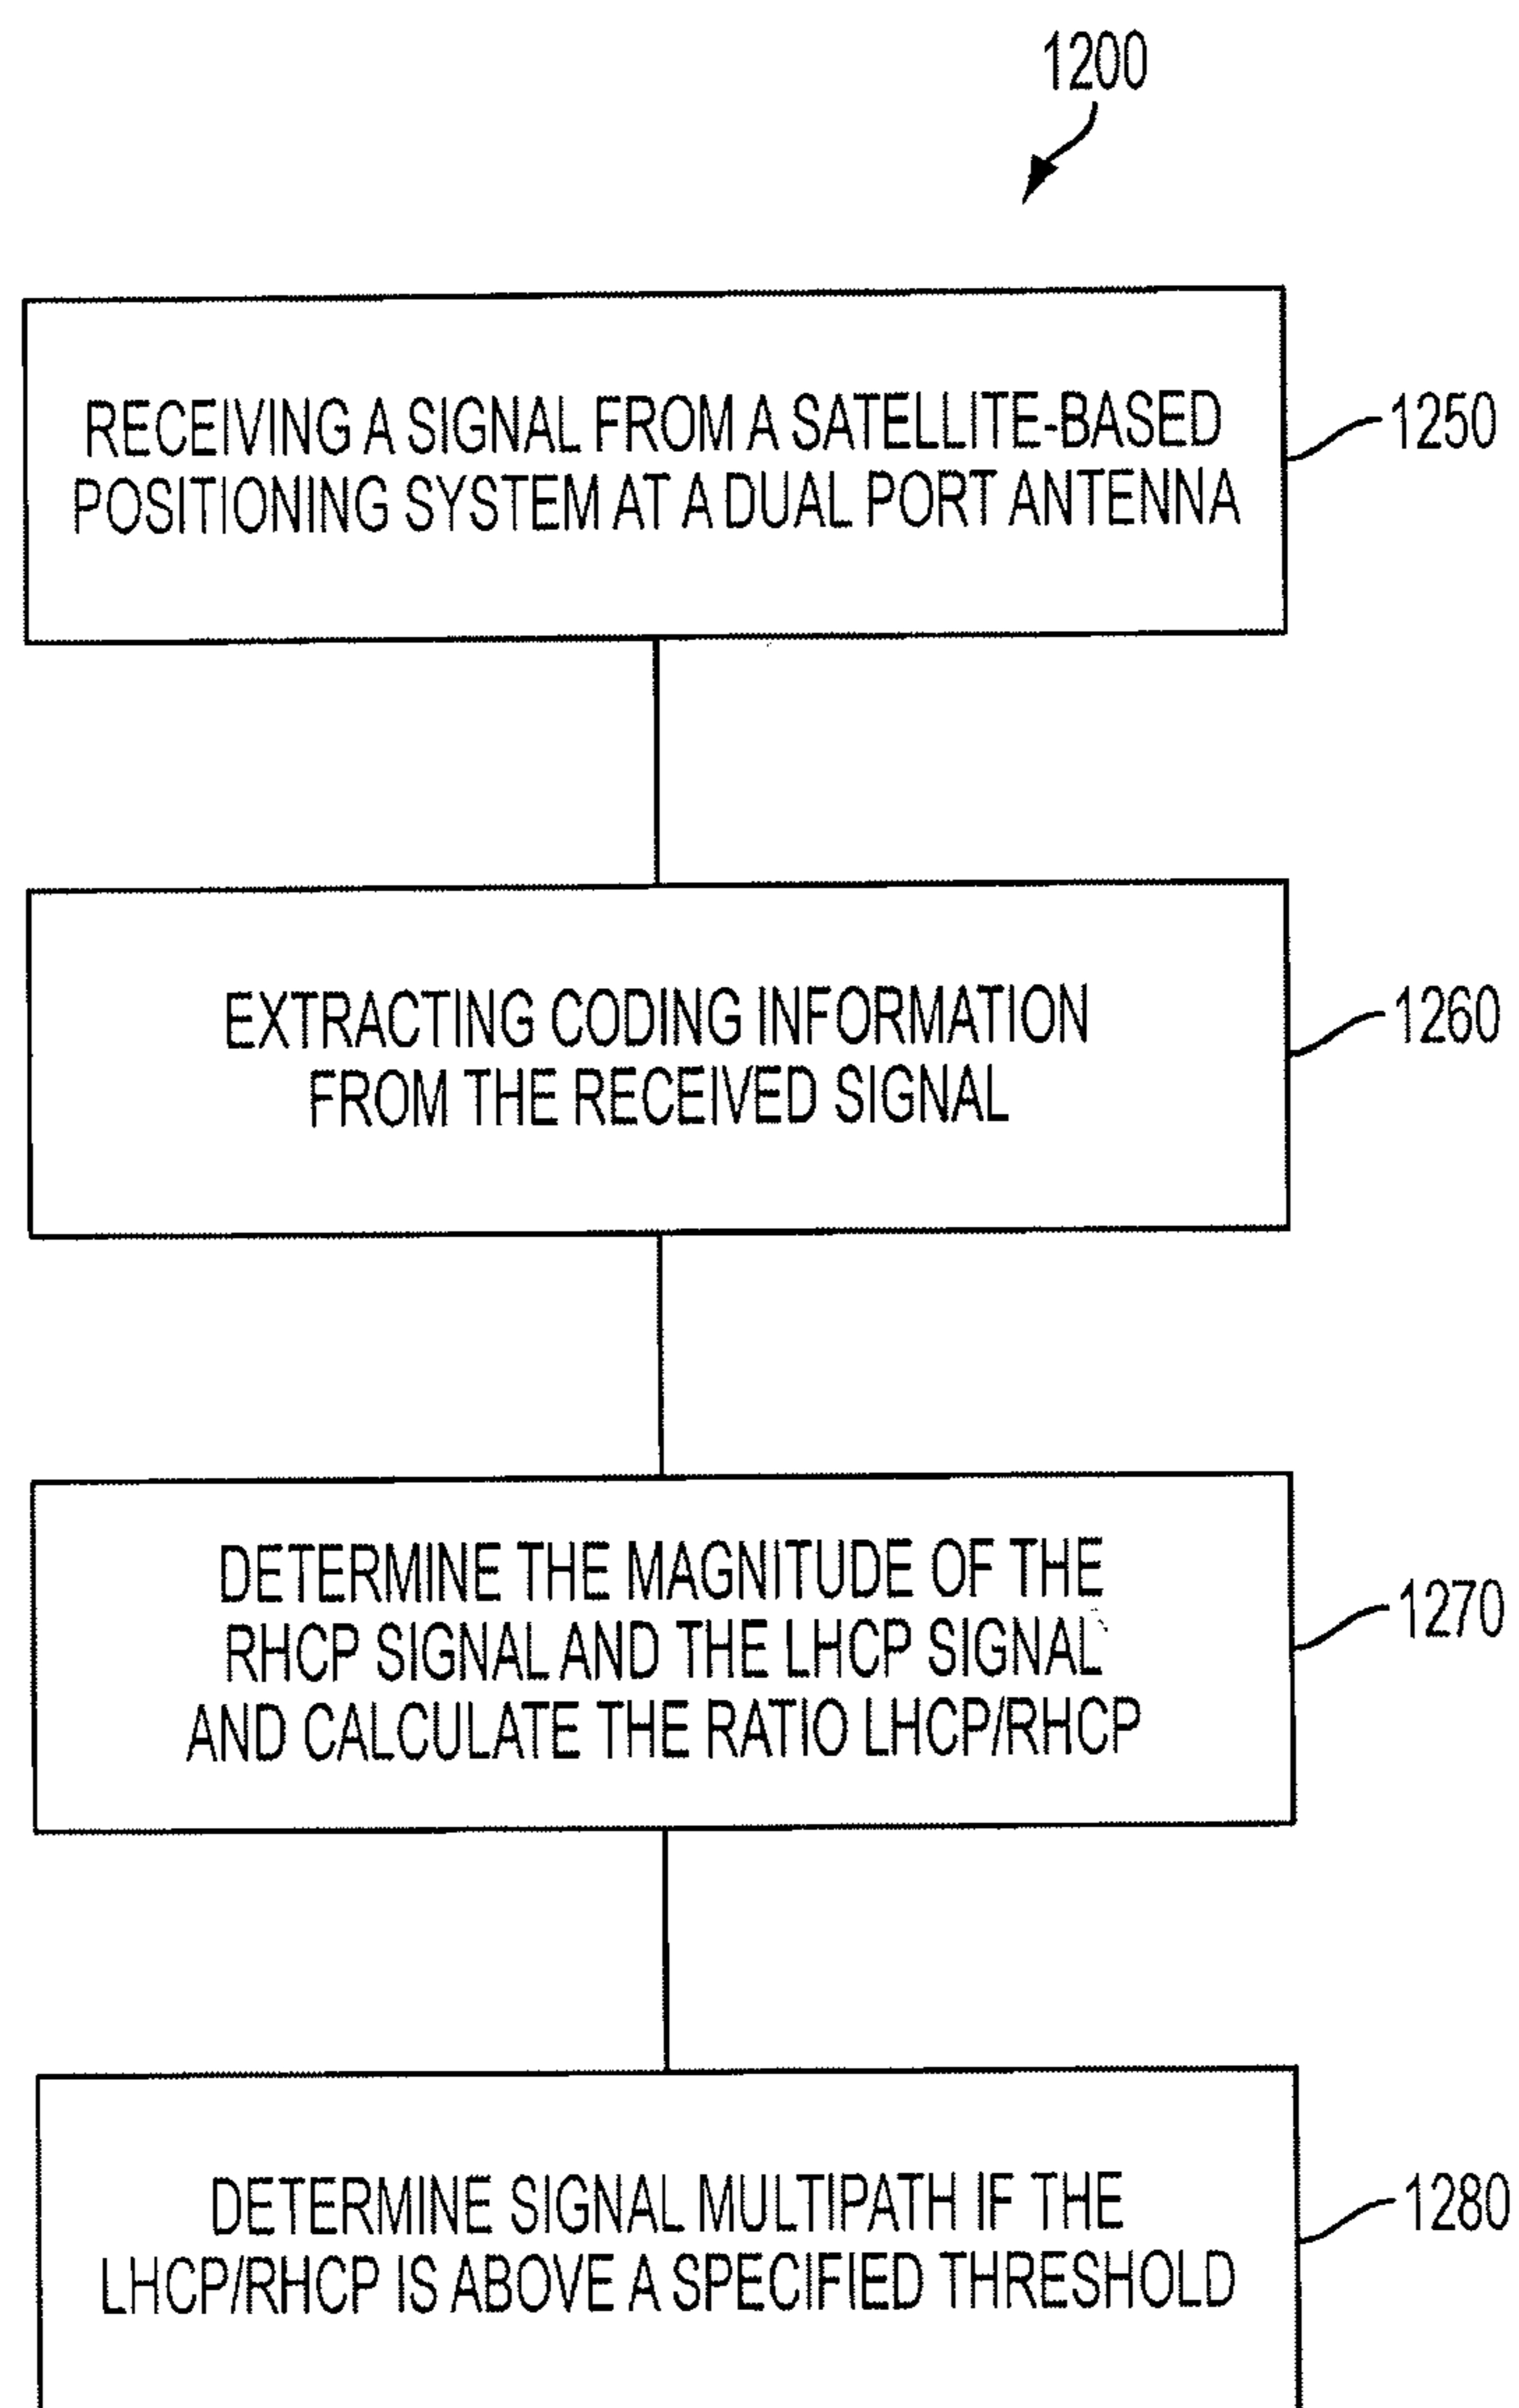 1200
RECEIVING A SIGNAL FROM A SATELLITE-BASED
POSITIONING SYSTEM AT A DUAL PORT ANTENNA
1250
EXTRACTING CODING INFORMATION
FROM THE RECEIVED SIGNAL
1260
DETERMINE THE MAGNITUDE OF THE
RHCP SIGNAL AND THE LHCP SIGNAL
AND CALCULATE THE RATIO LHCP/RHCP
1270
DETERMINE SIGNAL MULTIPATH IF THE
LHCP/RHCP IS ABOVE A SPECIFIED THRESHOLD
1280